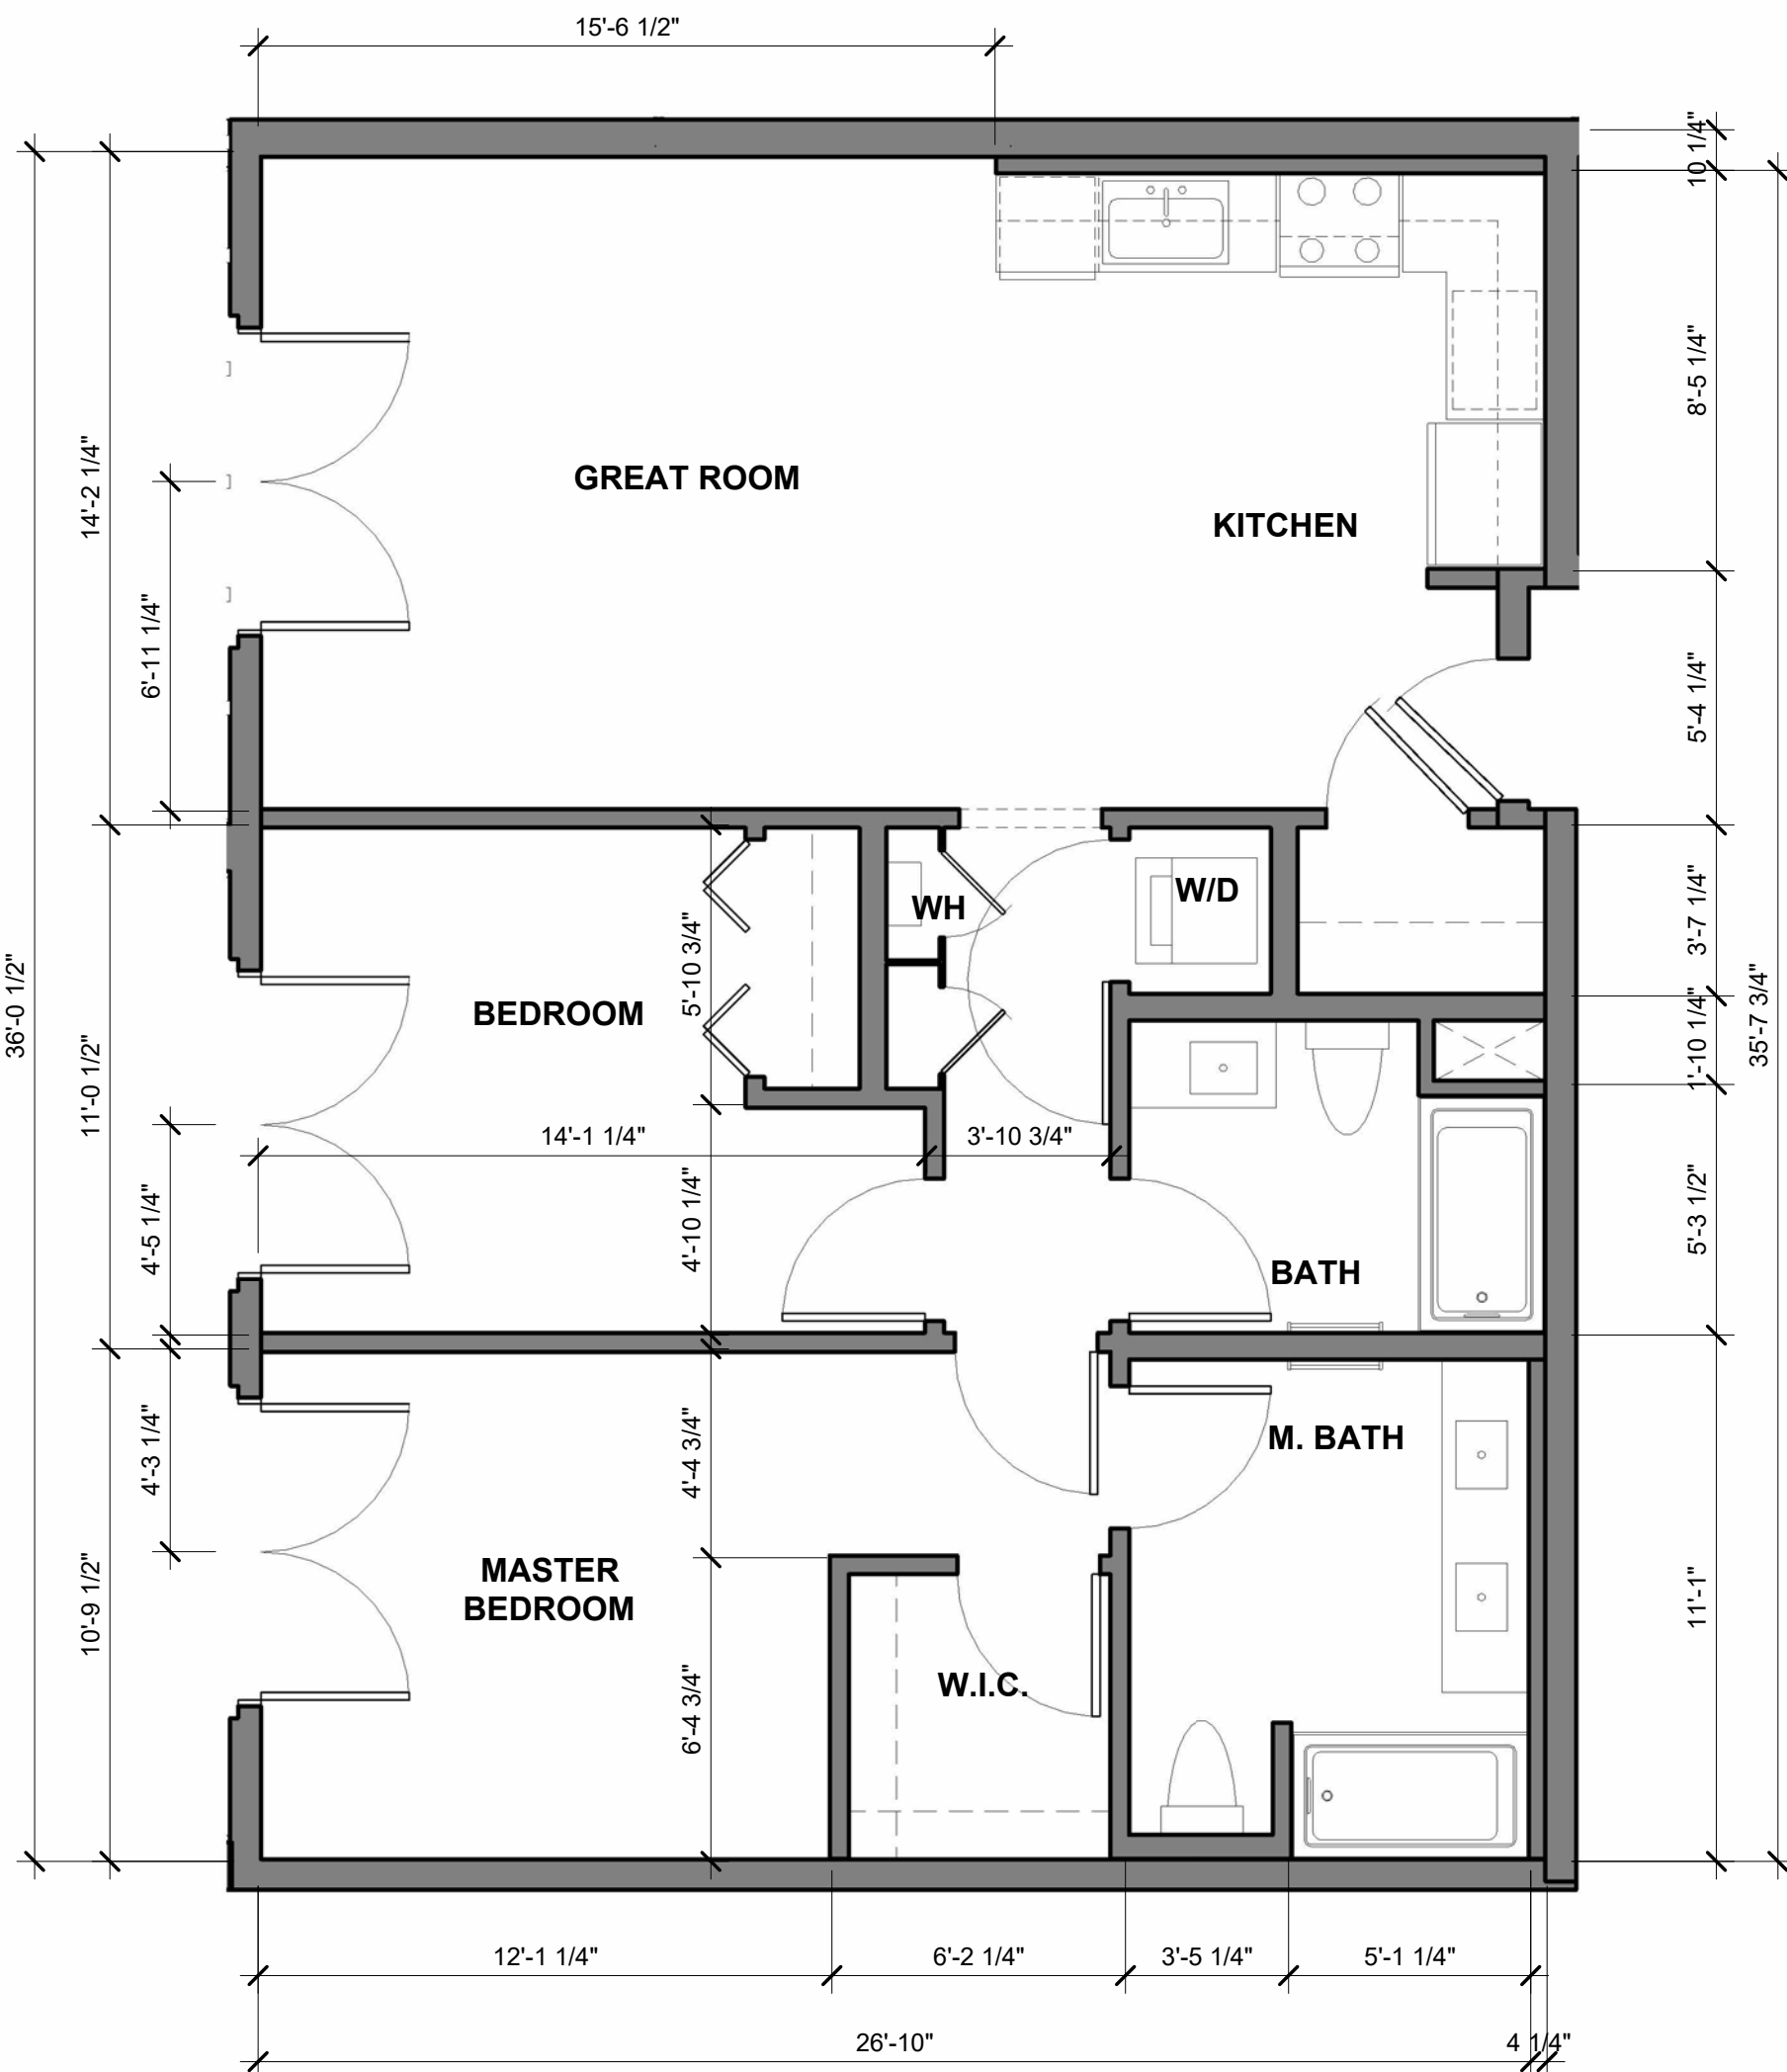 15'-6 1/2"
10 1/4"
8'-5 1/4"
14'-2 1/4"
GREAT ROOM
KITCHEN
6'-11 1/4"
5'-4 1/4"
W/D
WH
3'-7 1/4"
5'-10 3/4"
36'-0 1/2"
BEDROOM
35'-7 3/4"
1'-10 1/4"
11'-0 1/2"
14'-1 1/4"
3'-10 3/4"
4'-5 1/4"
4'-10 1/4"
5'-3 1/2"
BATH
M. BATH
4'-3 1/4"
4'-4 3/4"
MASTER
BEDROOM
10'-9 1/2"
11'-1"
W.I.C.
6'-4 3/4"
12'-1 1/4"
6'-2 1/4"
3'-5 1/4"
5'-1 1/4"
26'-10"
4 1/4"